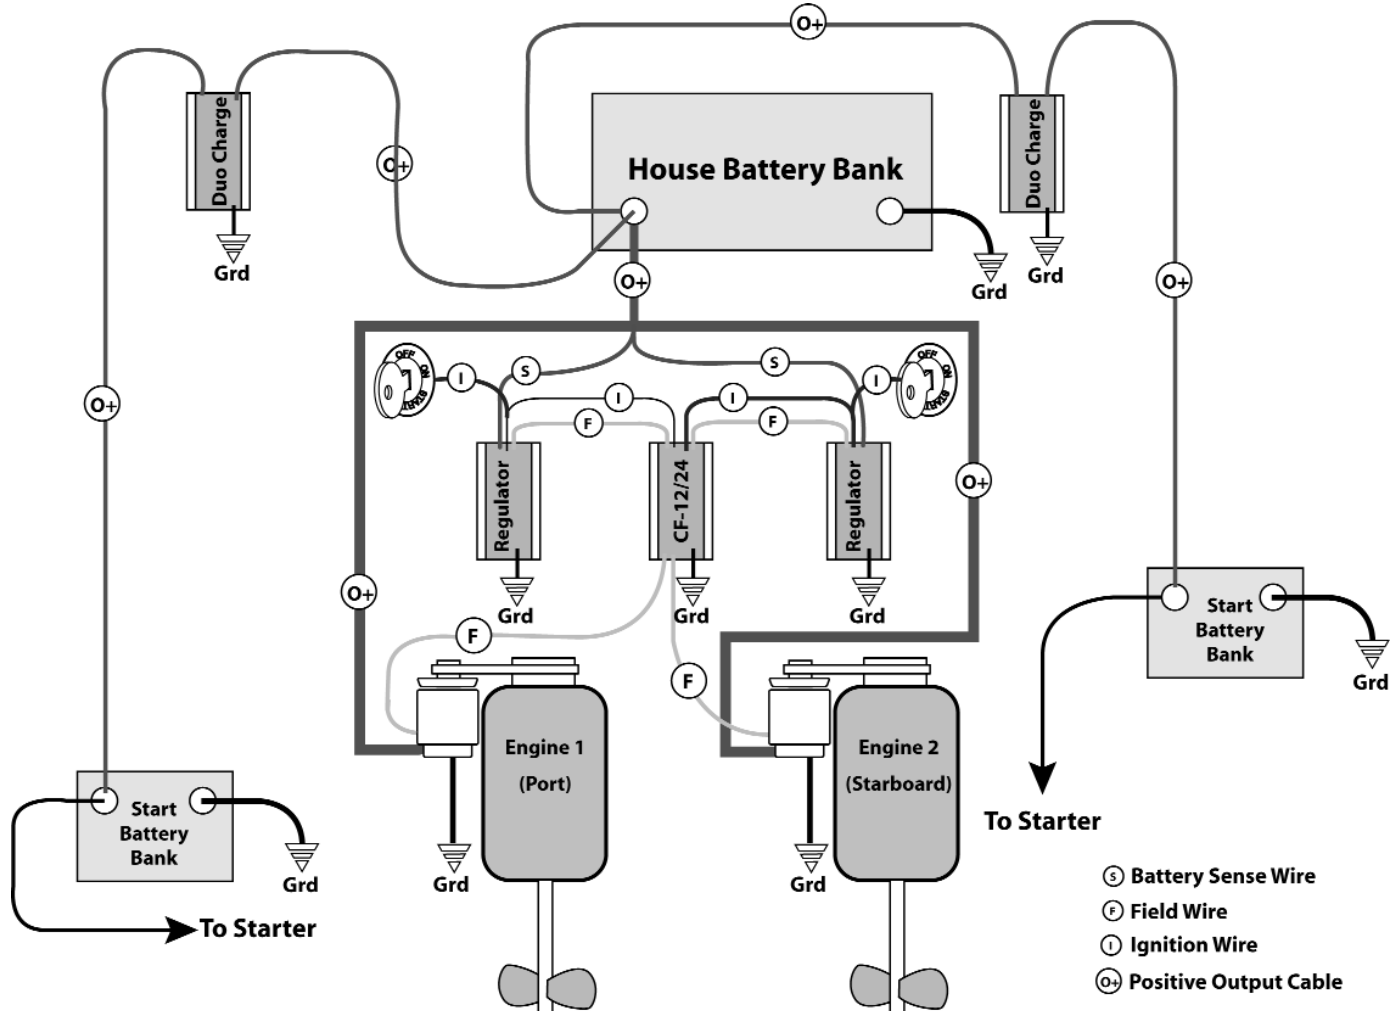 O+
Duo Charge
Grd
O+
O+
House Battery Bank
Grd
O+
O+
Duo Charge
Grd
O+
OFF
ON
START
I
S
I
F
S
I
F
I
OFF
ON
START
Regulator
Grd
CF-12/24
Grd
Regulator
Grd
O+
O+
F
F
Engine 1
(Port)
Grd
Engine 2
(Starboard)
Grd
Start
Battery
Bank
Grd
To Starter
Start
Battery
Bank
Grd
To Starter
S Battery Sense Wire
F Field Wire
I Ignition Wire
O+ Positive Output Cable